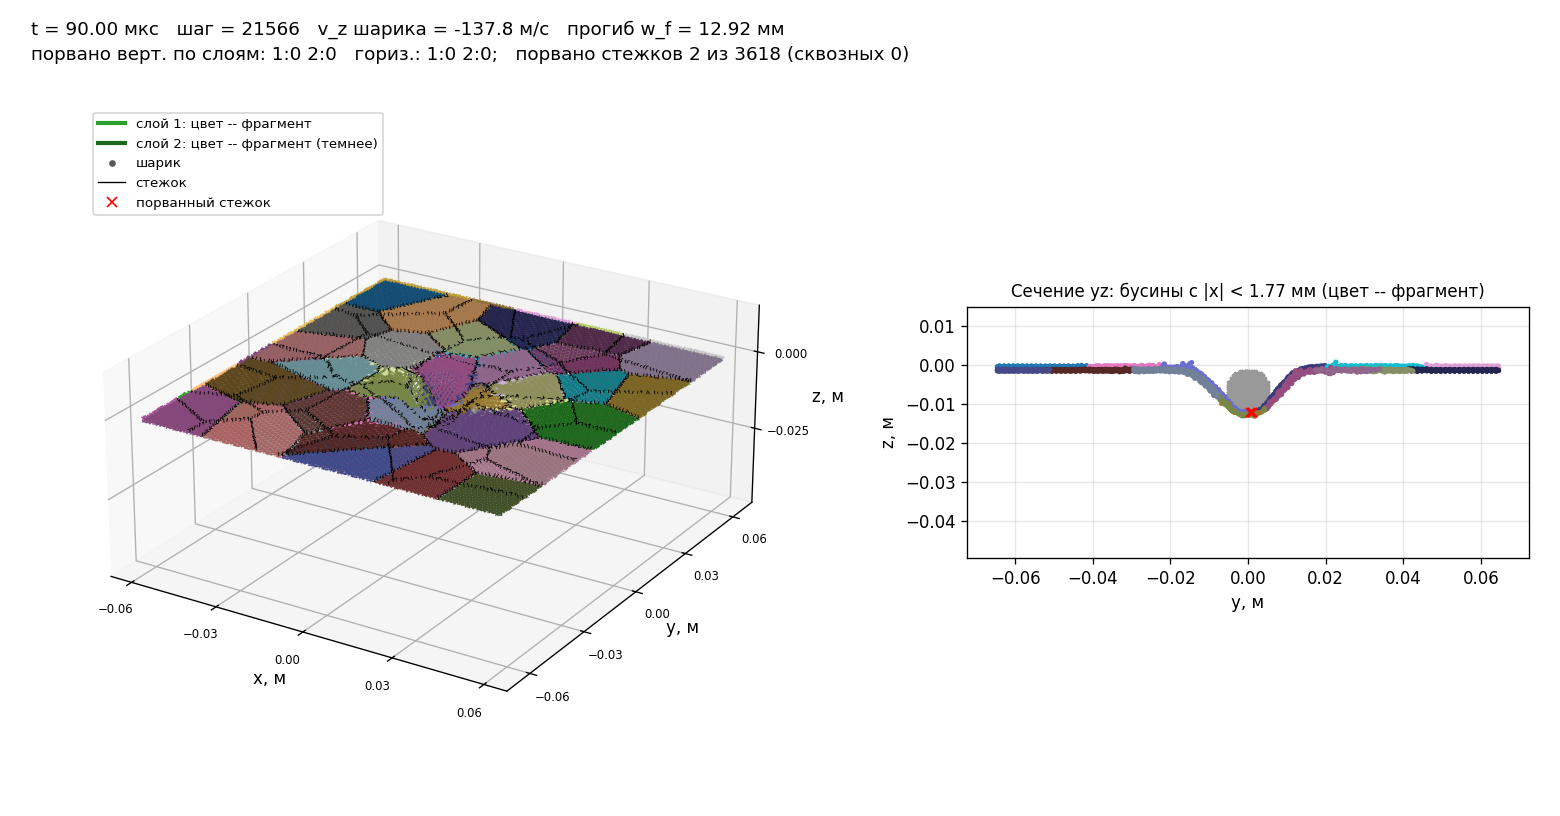 t = 90.00 мкс   шаг = 21566   v_z шарика = -137.8 м/с   прогиб w_f = 12.92 мм
порвано верт. по слоям: 1:0 2:0   гориз.: 1:0 2:0;   порвано стежков 2 из 3618 (сквозных 0)
слой 1: цвет -- фрагмент
слой 2: цвет -- фрагмент (темнее)
шарик
стежок
порванный стежок
0.000
z, м
−0.025
0.06
0.03
0.00
y, м
−0.03
−0.06
−0.06
−0.03
0.00
x, м
0.03
0.06
Сечение yz: бусины с |x| < 1.77 мм (цвет -- фрагмент)
0.01
0.00
−0.01
−0.02
−0.03
−0.04
z, м
−0.06
−0.04
−0.02
0.00
0.02
0.04
0.06
y, м